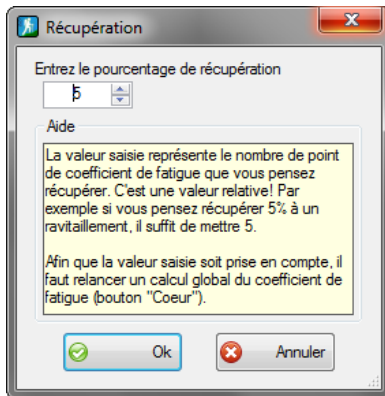 Récupération
Entrez le pourcentage de récupération
5
Aide
La valeur saisie représente le nombre de point
de coefficient de fatigue que vous pensez
récupérer. C'est une valeur relative! Par
exemple si vous pensez récupérer 5% à un
ravitaillement, il suffit de mettre 5.
Afin que la valeur saisie soit prise en compte, il
faut relancer un calcul global du coefficient de
fatigue (bouton "Coeur").
Ok
Annuler